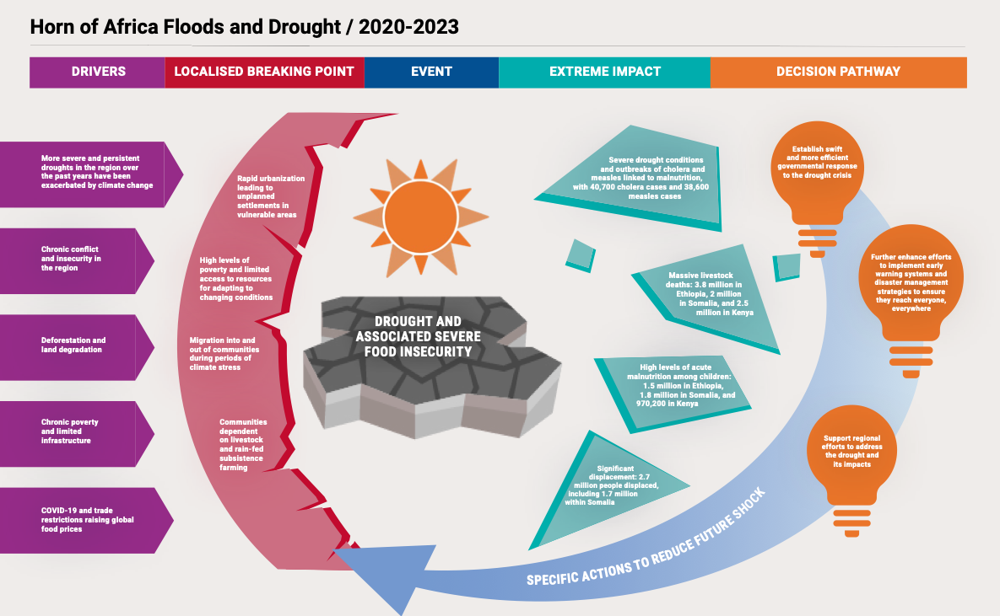 Horn of Africa Floods and Drought / 2020-2023
DRIVERS
LOCALISED BREAKING POINT
EVENT
EXTREME IMPACT
DECISION PATHWAY
More severe and persistent
droughts in the region over
the past years have been
exacerbated by climate change
Chronic conflict
and insecurity in
the region
Deforestation and
land degradation
Chronic poverty
and limited
infrastructure
COVID-19 and trade
restrictions raising global
food prices
Rapid urbanization
leading to
unplanned
settlements in
vulnerable areas
High levels of
poverty and limited
access to resources
for adapting to
changing conditions
Migration into and
out of communities
during periods of
climate stress
Communities
dependent
on livestock
and rain-fed
subsistence
farming
DROUGHT AND
ASSOCIATED SEVERE
FOOD INSECURITY
Severe drought conditions
and outbreaks of cholera and
measles linked to malnutrition,
with 40,700 cholera cases and 38,600
measles cases
Massive livestock
deaths: 3.8 million in
Ethiopia, 2 million
in Somalia, and 2.5
million in Kenya
High levels of acute
malnutrition among children:
1.5 million in Ethiopia,
1.8 million in Somalia, and
970,200 in Kenya
Significant
displacement: 2.7
million people displaced,
including 1.7 million
within Somalia
Establish swift
and more efficient
governmental response
to the drought crisis
Further enhance efforts
to implement early
warning systems and
disaster management
strategies to ensure
they reach everyone,
everywhere
Support regional
efforts to address
the drought and
its impacts
SPECIFIC ACTIONS TO REDUCE FUTURE SHOCK